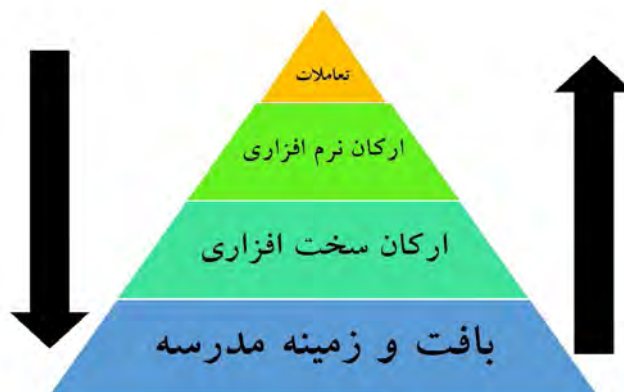 تعاملات
ارکان نرم افزاری
ارکان سخت افزاری
بافت و زمینه مدرسه